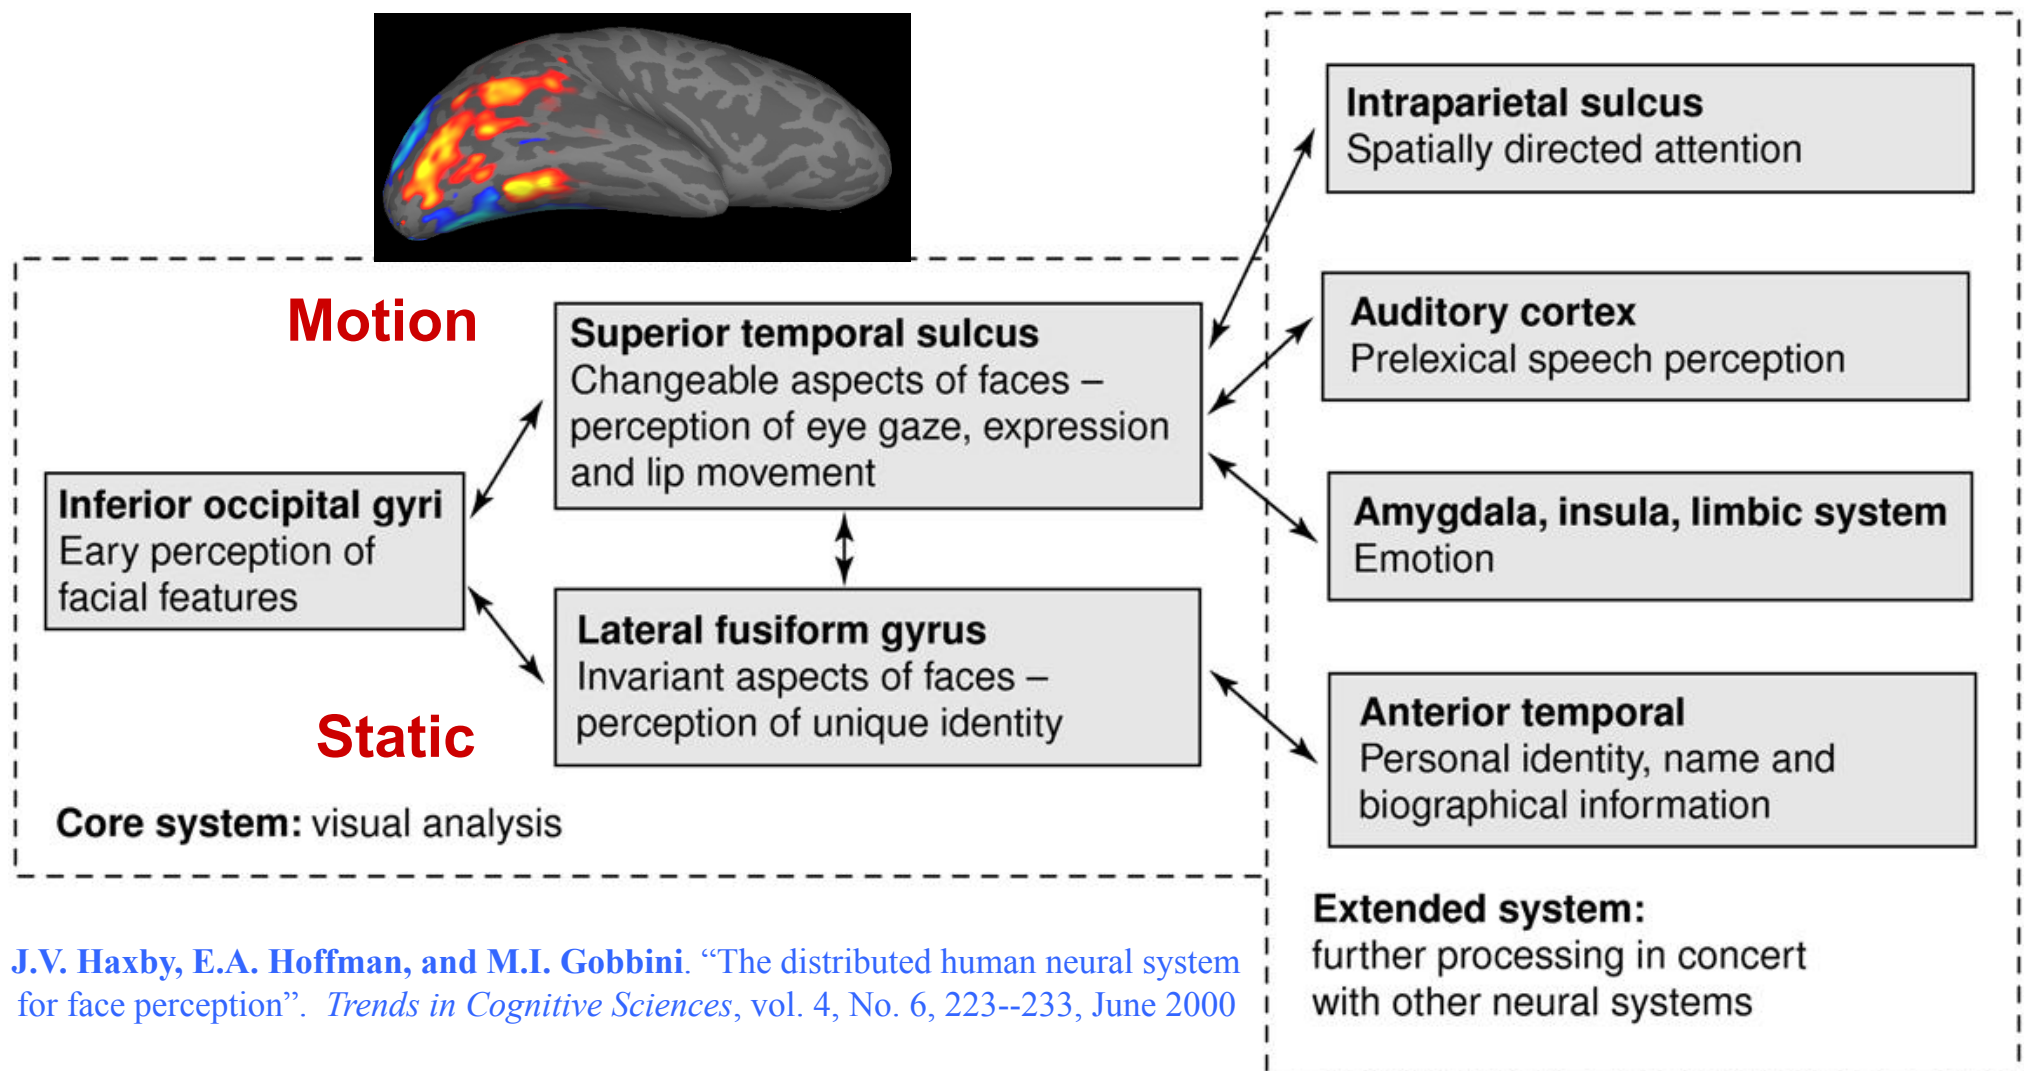 Motion
Inferior occipital gyri
Eary perception of
facial features
Superior temporal sulcus
Changeable aspects of faces –
perception of eye gaze, expression
and lip movement
Lateral fusiform gyrus
Invariant aspects of faces –
perception of unique identity
Static
Core system: visual analysis
Intraparietal sulcus
Spatially directed attention
Auditory cortex
Prelexical speech perception
Amygdala, insula, limbic system
Emotion
Anterior temporal
Personal identity, name and
biographical information
Extended system:
further processing in concert
with other neural systems
J.V. Haxby, E.A. Hoffman, and M.I. Gobbini. “The distributed human neural system
for face perception”. Trends in Cognitive Sciences, vol. 4, No. 6, 223--233, June 2000